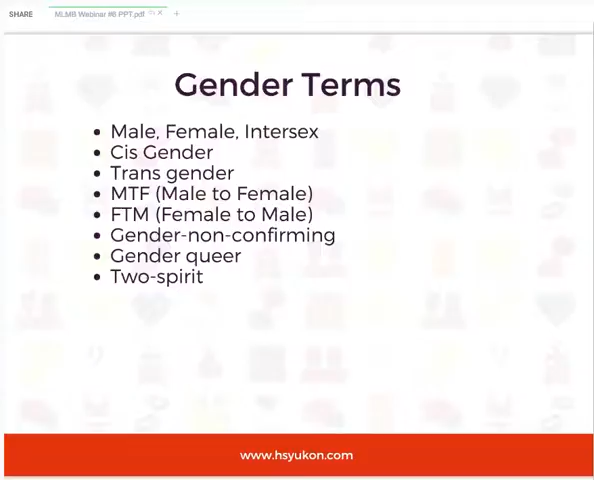 SHARE
MLMB Webinar #6 PPT.pdf
Gender Terms
Male, Female, Intersex
Cis Gender
Trans gender
MTF (Male to Female)
FTM (Female to Male)
Gender-non-confirming
Gender queer
Two-spirit
www.hsyukon.com